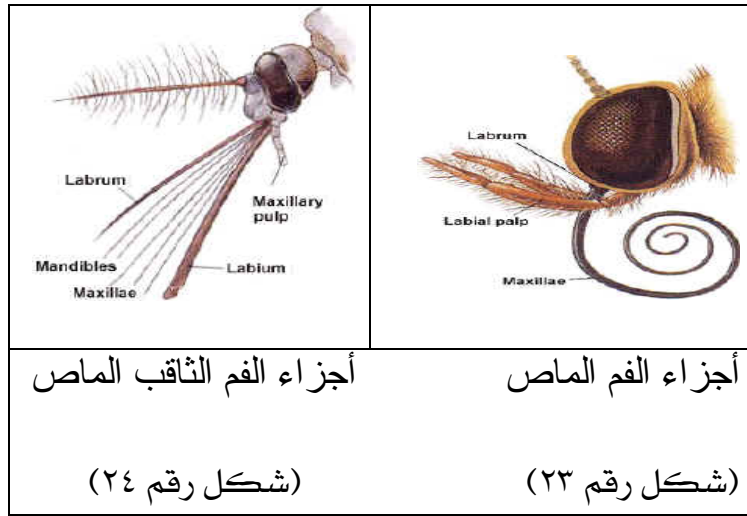 Labrum
Labial palp
Maxillae
Labrum
Maxillary
pulp
Mandibles
Labium
Maxillae
أجزاء الفم الماص
(شكل رقم ٢٣)
أجزاء الفم الثاقب الماص
(شكل رقم ٢٤)